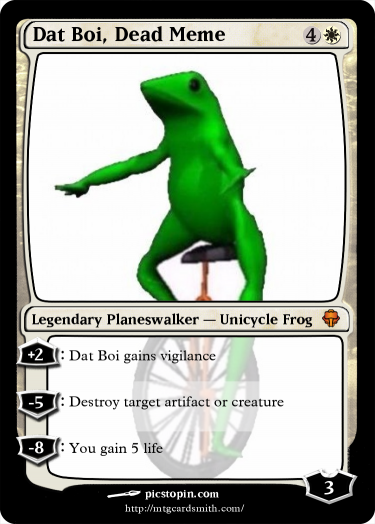 Dat Boi, Dead Meme 4
Legendary Planeswalker — Unicycle Frog
+2 : Dat Boi gains vigilance
-5 : Destroy target artifact or creature
-8 : You gain 5 life
3
picstopin.com
http://mtgcardsmith.com/